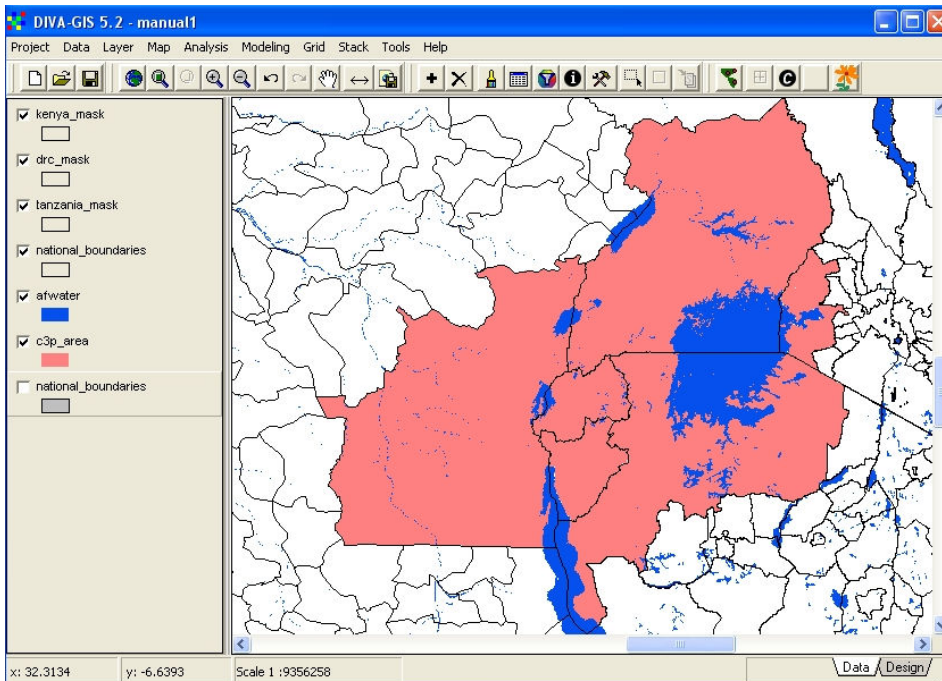 DIVA-GIS 5.2 - manual1
Project Data Layer Map Analysis Modeling Grid Stack Tools Help
kenya_mask
drc_mask
tanzania_mask
national_boundaries
afwater
c3p_area
national_boundaries
x: 32.3134 y: -6.6393 Scale 1 :9356258 Data Design